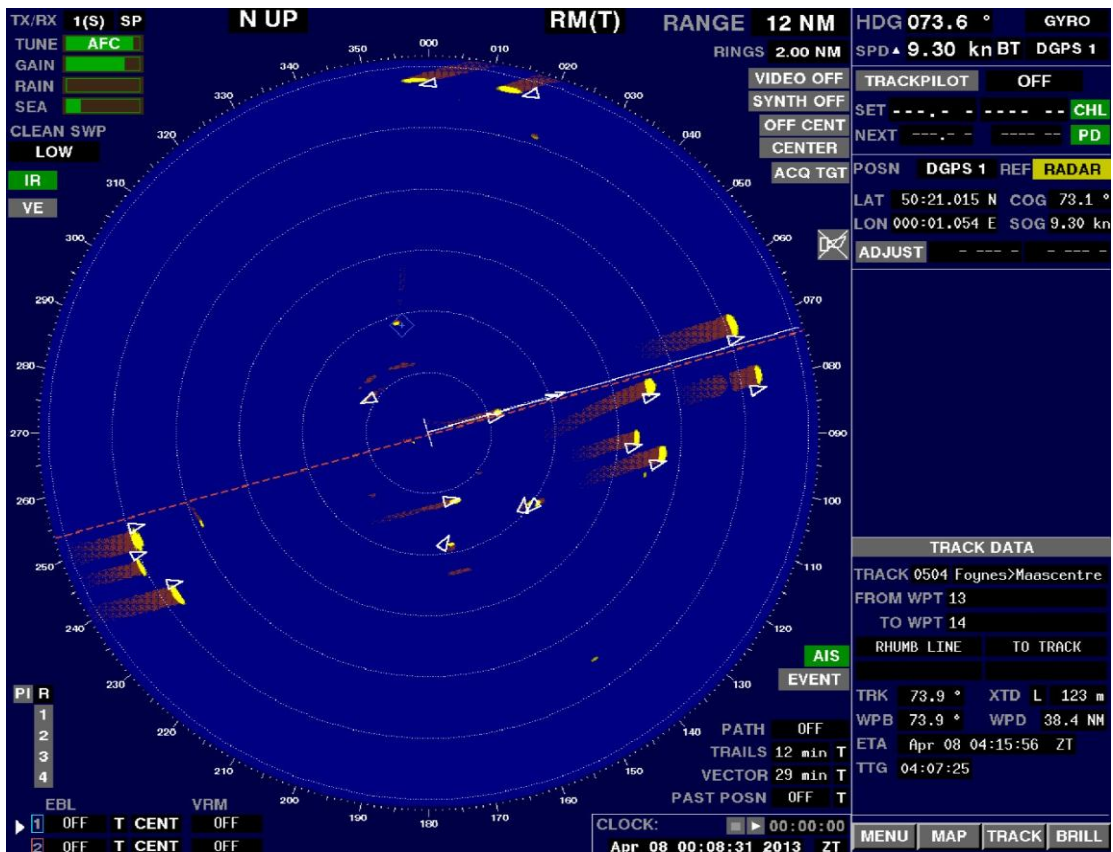 TX/RX 1(S) SP
N UP
RM(T)
RANGE 12 NM
RINGS 2.00 NM
TUNE AFC
GAIN
RAIN
SEA
CLEAN SWP
LOW
IR
VE
VIDEO OFF
SYNTH OFF
OFF CENT
CENTER
ACQ TGT
000
010
020
030
040
050
060
070
080
090
100
110
120
130
140
150
160
170
180
190
200
210
220
230
240
250
260
270
280
290
300
310
320
330
340
350
PI R
1
2
3
4
EBL VRM
1 OFF T CENT OFF
2 OFF T CENT OFF
AIS
EVENT
PATH OFF
TRAILS 12 min T
VECTOR 29 min T
PAST POSN OFF T
CLOCK: 00:00:00
Apr 08 00:08:31 2013 ZT
HDG 073.6 ° GYRO
SPD 9.30 kn BT DGPS 1
TRACKPILOT OFF
SET ---.- - ---- -- CHL
NEXT ---.- ---- -- PD
POSN DGPS 1 REF RADAR
LAT 50:21.015 N COG 73.1 °
LON 000:01.054 E SOG 9.30 kn
ADJUST - --- - - --- -
TRACK DATA
TRACK 0504 Foynes>Maascentre
FROM WPT 13
TO WPT 14
RHUMB LINE TO TRACK
TRK 73.9 ° XTD L 123 m
WPB 73.9 ° WPD 38.4 NM
ETA Apr 08 04:15:56 ZT
TTG 04:07:25
MENU MAP TRACK BRILL